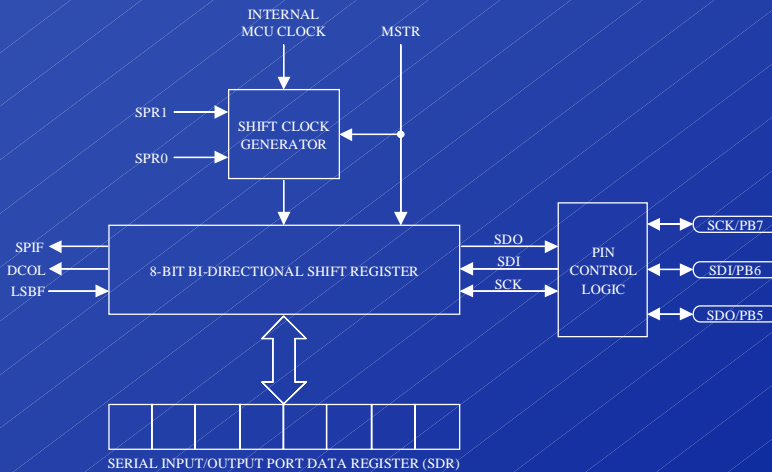 INTERNAL
MCU CLOCK
MSTR
SPR1
SHIFT CLOCK
GENERATOR
SPR0
SPIF
DCOL
LSBF
8-BIT BI-DIRECTIONAL SHIFT REGISTER
SDO
SDI
SCK
PIN
CONTROL
LOGIC
SCK/PB7
SDI/PB6
SDO/PB5
SERIAL INPUT/OUTPUT PORT DATA REGISTER (SDR)